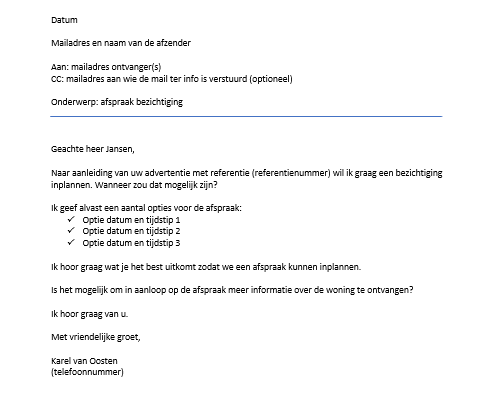 Datum
Mailadres en naam van de afzender
Aan: mailadres ontvanger(s)
CC: mailadres aan wie de mail ter info is verstuurd (optioneel)
Onderwerp: afspraak bezichtiging
Geachte heer Jansen,
Naar aanleiding van uw advertentie met referentie (referentienummer) wil ik graag een bezichtiging
inplannen. Wanneer zou dat mogelijk zijn?
Ik geef alvast een aantal opties voor de afspraak:
✓ Optie datum en tijdstip 1
✓ Optie datum en tijdstip 2
✓ Optie datum en tijdstip 3
Ik hoor graag wat je het best uitkomt zodat we een afspraak kunnen inplannen.
Is het mogelijk om in aanloop op de afspraak meer informatie over de woning te ontvangen?
Ik hoor graag van u.
Met vriendelijke groet,
Karel van Oosten
(telefoonnummer)